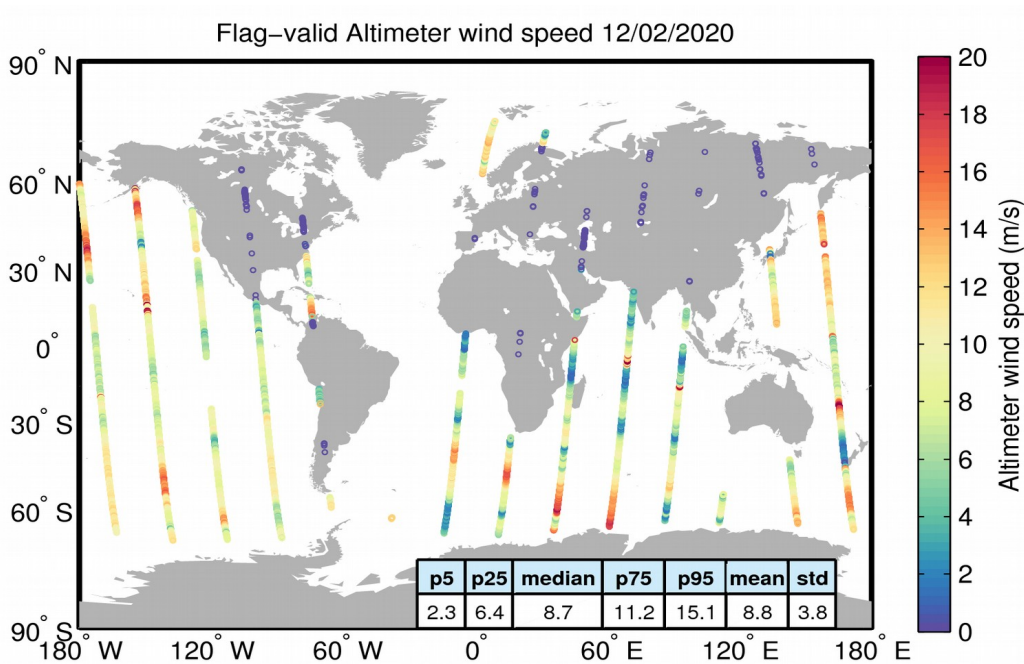 Flag−valid Altimeter wind speed 12/02/2020
90° N
60° N
30° N
0°
30° S
60° S
90° S
180° W
120° W
60° W
0°
60° E
120° E
180° E
20
18
16
14
12
10
8
6
4
2
0
Altimeter wind speed (m/s)
p5 p25 median p75 p95 mean std
2.3 6.4 8.7 11.2 15.1 8.8 3.8